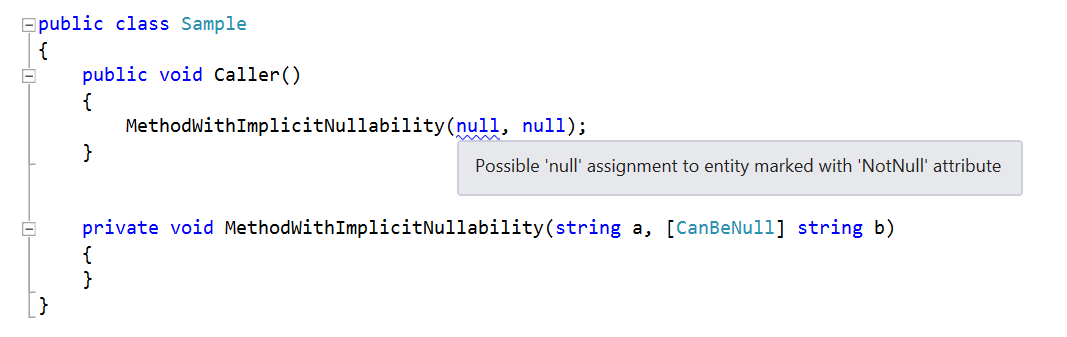 public class Sample
{
    public void Caller()
    {
        MethodWithImplicitNullability(null, null);
    }
Possible 'null' assignment to entity marked with 'NotNull' attribute
    private void MethodWithImplicitNullability(string a, [CanBeNull] string b)
    {
    }
}